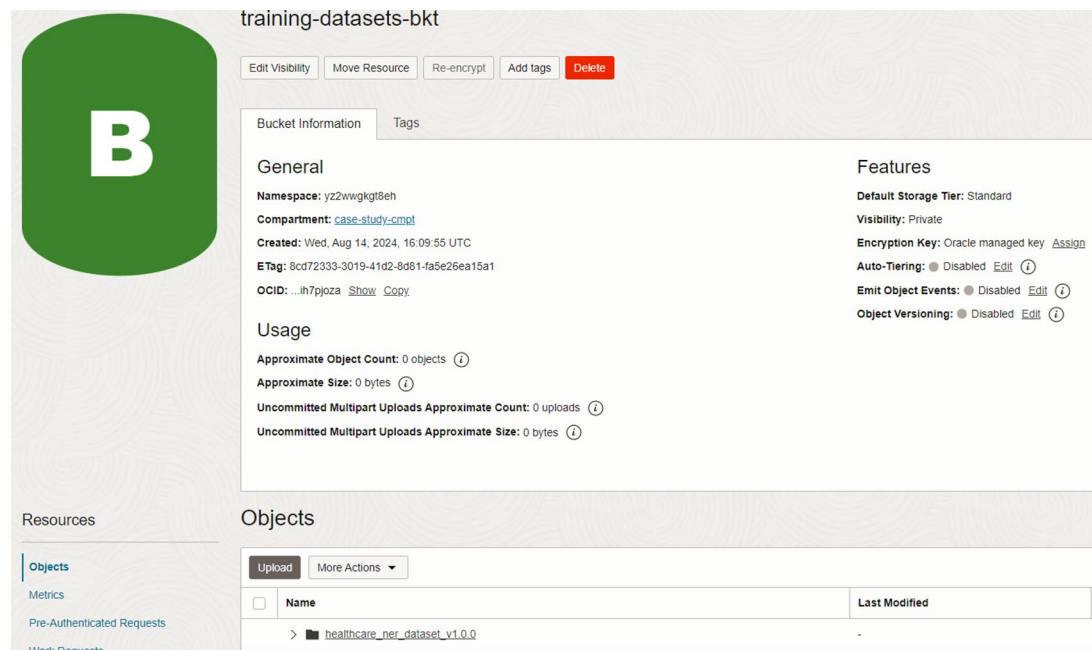 training-datasets-bkt
Edit Visibility Move Resource Re-encrypt Add tags Delete
B
Bucket Information Tags
General
Namespace: yz2wwgkgt8eh
Compartment: case-study-cmpt
Created: Wed, Aug 14, 2024, 16:09:55 UTC
ETag: 8cd72333-3019-41d2-8d81-fa5e26ea15a1
OCID: ...ih7pjoza Show Copy
Usage
Approximate Object Count: 0 objects i
Approximate Size: 0 bytes i
Uncommitted Multipart Uploads Approximate Count: 0 uploads i
Uncommitted Multipart Uploads Approximate Size: 0 bytes i
Features
Default Storage Tier: Standard
Visibility: Private
Encryption Key: Oracle managed key Assign
Auto-Tiering: Disabled Edit i
Emit Object Events: Disabled Edit i
Object Versioning: Disabled Edit i
Resources
Objects
Metrics
Pre-Authenticated Requests
Work Requests
Objects
Upload More Actions
Name Last Modified
healthcare_ner_dataset_v1.0.0 -